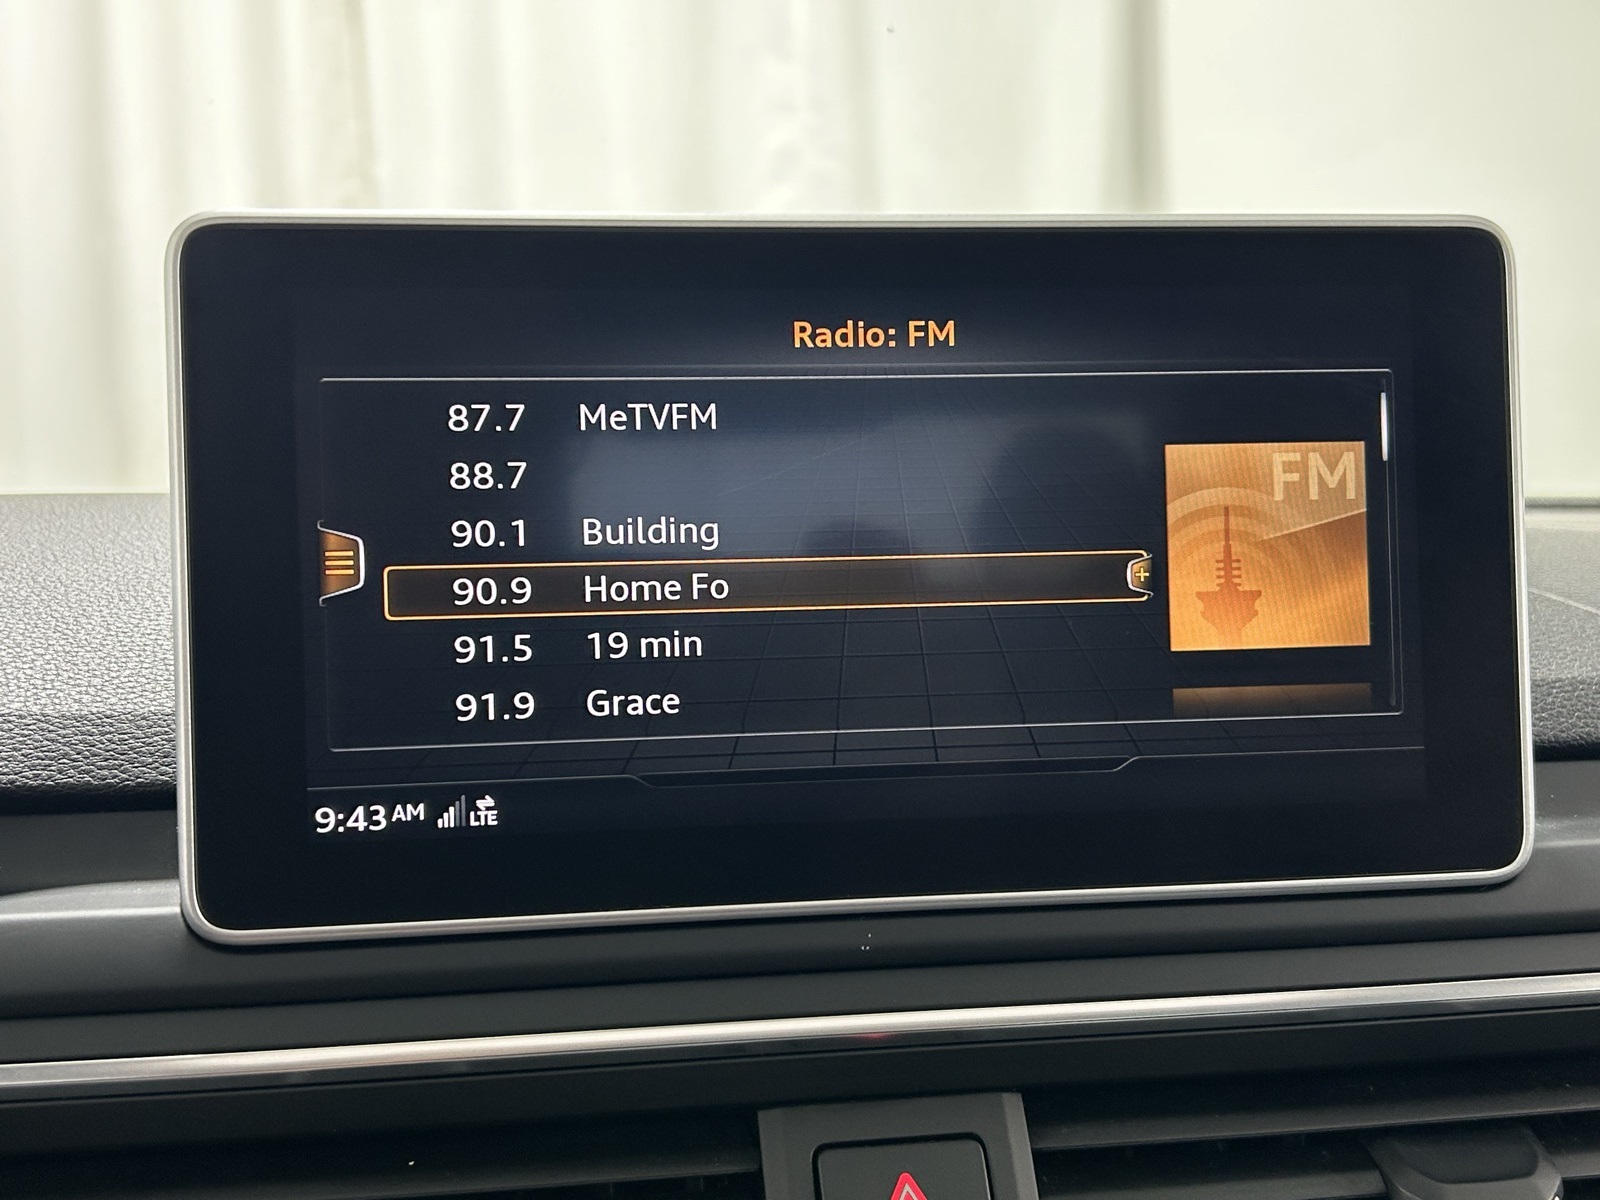 Radio: FM
87.7 MeTVFM
88.7
90.1 Building
90.9 Home Fo
91.5 19 min
91.9 Grace
FM
9:43 AM LTE